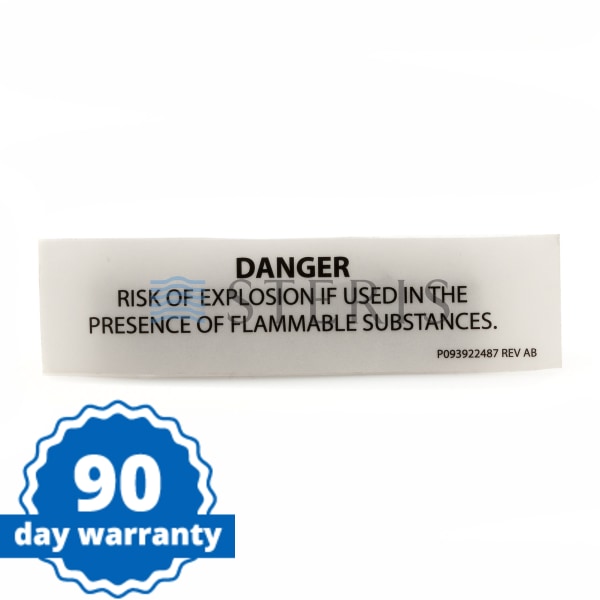 DANGER
RISK OF EXPLOSION IF USED IN THE
PRESENCE OF FLAMMABLE SUBSTANCES.
P093922487 REV AB
STERIS
90
day warranty